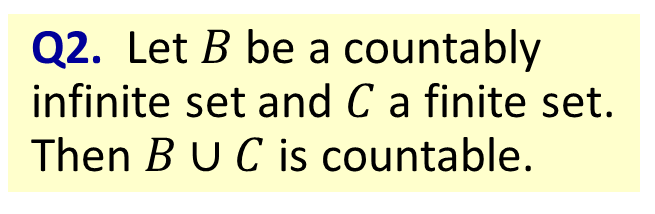 Q2. Let B be a countably
infinite set and C a finite set.
Then B ∪ C is countable.